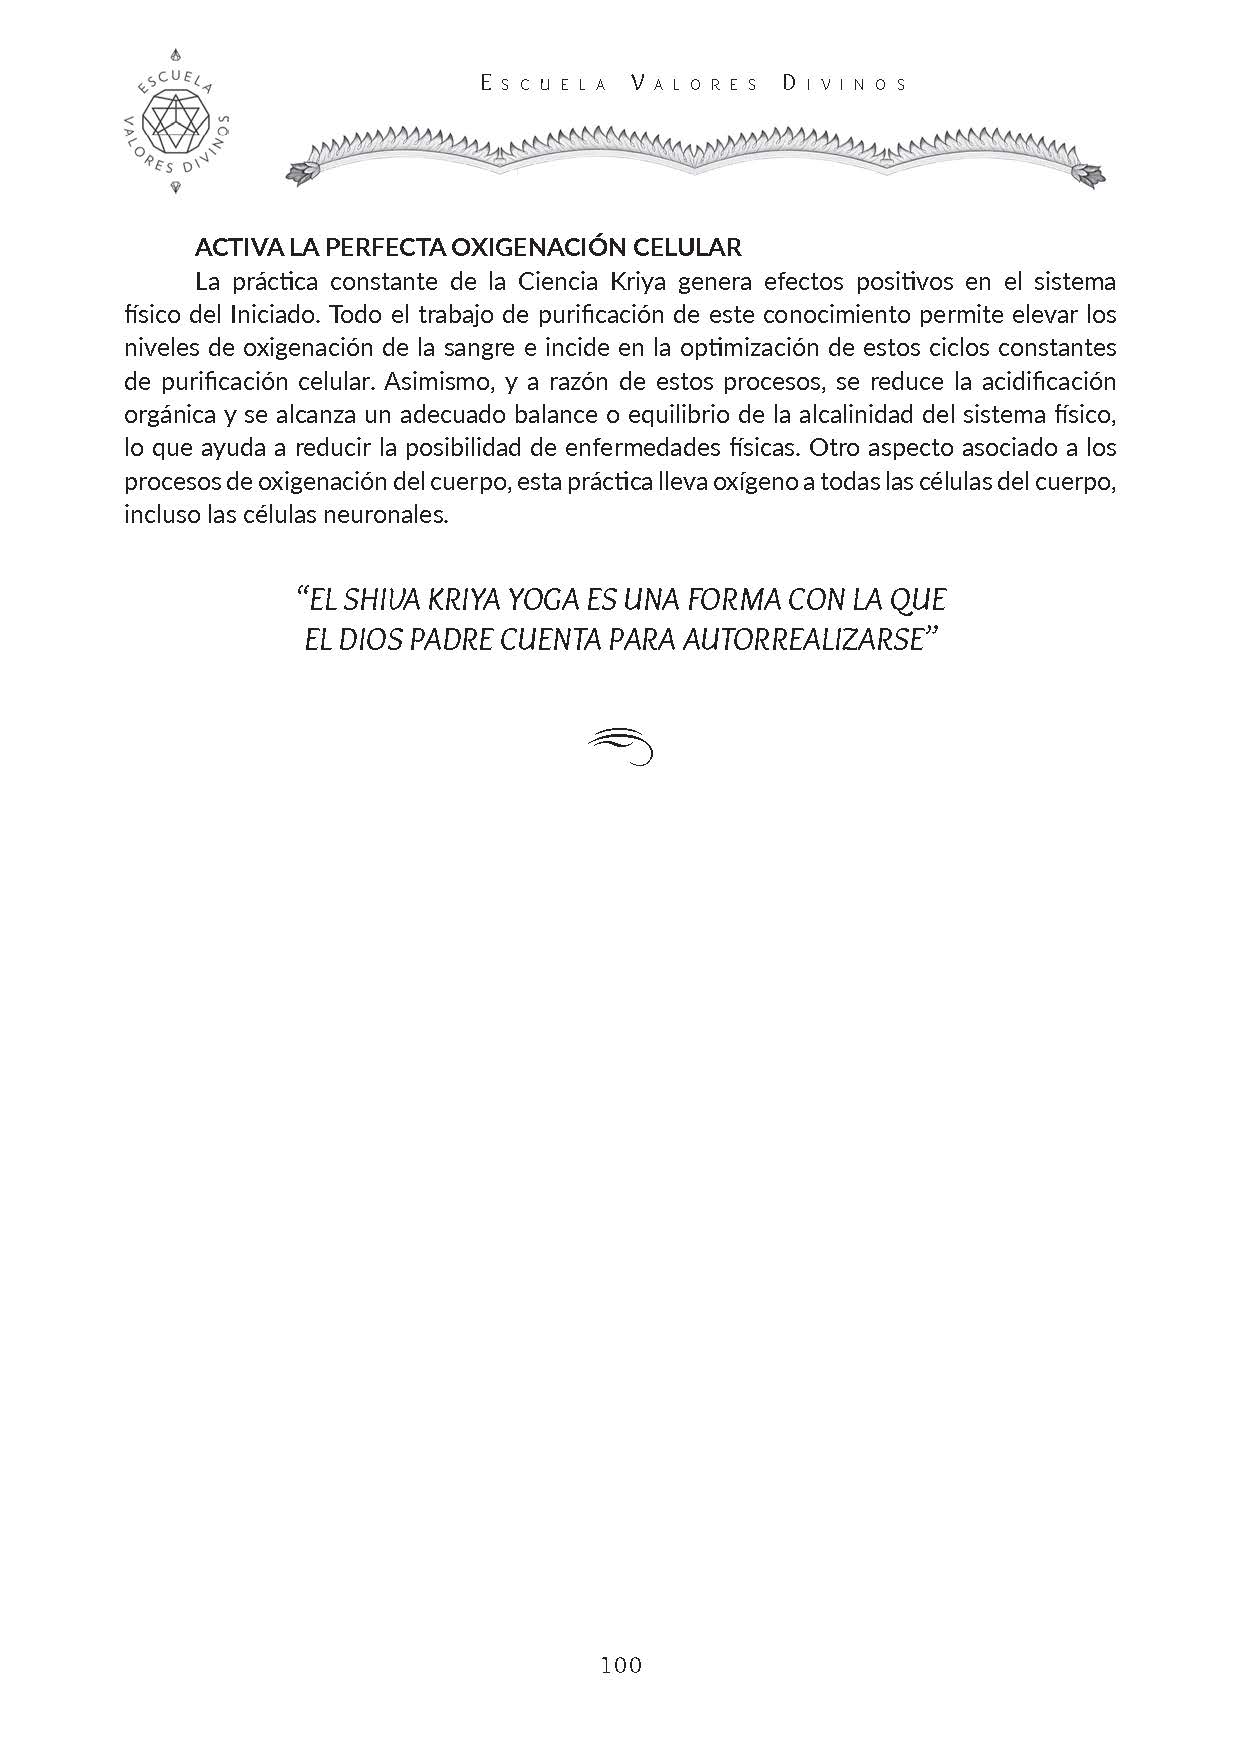 ESCUELA
VALORES DIVINOS
Escuela Valores Divinos
ACTIVA LA PERFECTA OXIGENACIÓN CELULAR
La práctica constante de la Ciencia Kriya genera efectos positivos en el sistema
físico del Iniciado. Todo el trabajo de purificación de este conocimiento permite elevar los
niveles de oxigenación de la sangre e incide en la optimización de estos ciclos constantes
de purificación celular. Asimismo, y a razón de estos procesos, se reduce la acidificación
orgánica y se alcanza un adecuado balance o equilibrio de la alcalinidad del sistema físico,
lo que ayuda a reducir la posibilidad de enfermedades físicas. Otro aspecto asociado a los
procesos de oxigenación del cuerpo, esta práctica lleva oxígeno a todas las células del cuerpo,
incluso las células neuronales.
“EL SHIVA KRIYA YOGA ES UNA FORMA CON LA QUE
EL DIOS PADRE CUENTA PARA AUTORREALIZARSE”
100